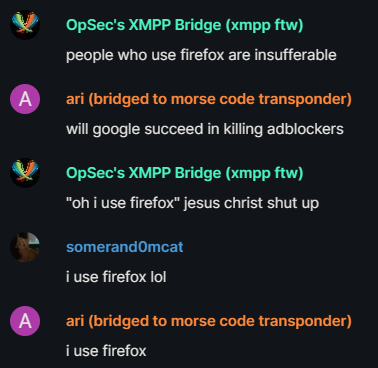 OpSec's XMPP Bridge (xmpp ftw)
people who use firefox are insufferable
A
ari (bridged to morse code transponder)
will google succeed in killing adblockers
OpSec's XMPP Bridge (xmpp ftw)
"oh i use firefox" jesus christ shut up
somerand0mcat
i use firefox lol
A
ari (bridged to morse code transponder)
i use firefox